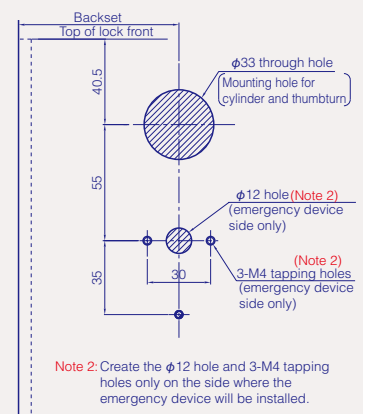 Backset
Top of lock front
40.5
ϕ33 through hole
Mounting hole for
cylinder and thumbturn
55
ϕ12 hole(Note 2)
(emergency device
side only)
(Note 2)
3-M4 tapping holes
(emergency device
side only)
30
35
Note 2: Create the ϕ12 hole and 3-M4 tapping
holes only on the side where the
emergency device will be installed.